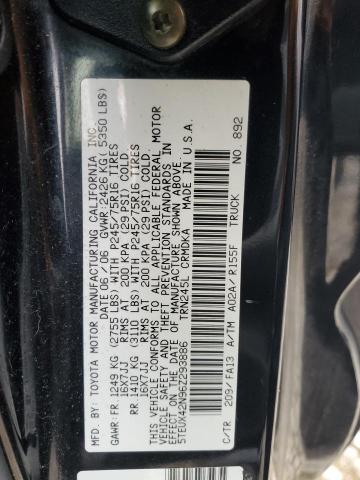 MFD. BY: TOYOTA MOTOR MANUFACTURING CALIFORNIA INC.
DATE 06 / 06 GVWR: 2426 KG( 5350 LBS)
GAWR:FR 1249 KG (2755 LBS) WITH P245/75R16 TIRES
16X7JJ RIMS AT 200 KPA (29 PSI) COLD.
RR 1410 KG (3110 LBS) WITH P245/75R16 TIRES
16X7JJ RIMS AT 200 KPA (29 PSI) COLD.
THIS VEHICLE CONFORMS TO ALL APPLICABLE FEDERAL MOTOR
VEHICLE SAFETY AND THEFT PREVENTION STANDARDS IN
EFFECT ON THE DATE OF MANUFACTURE SHOWN ABOVE.
5TEUX42N96Z293886 TRN245L CRMDKA MADE IN U.S.A.
TRUCK
C/TR 209/FA13 A/TM A02A/R155F NO. 892